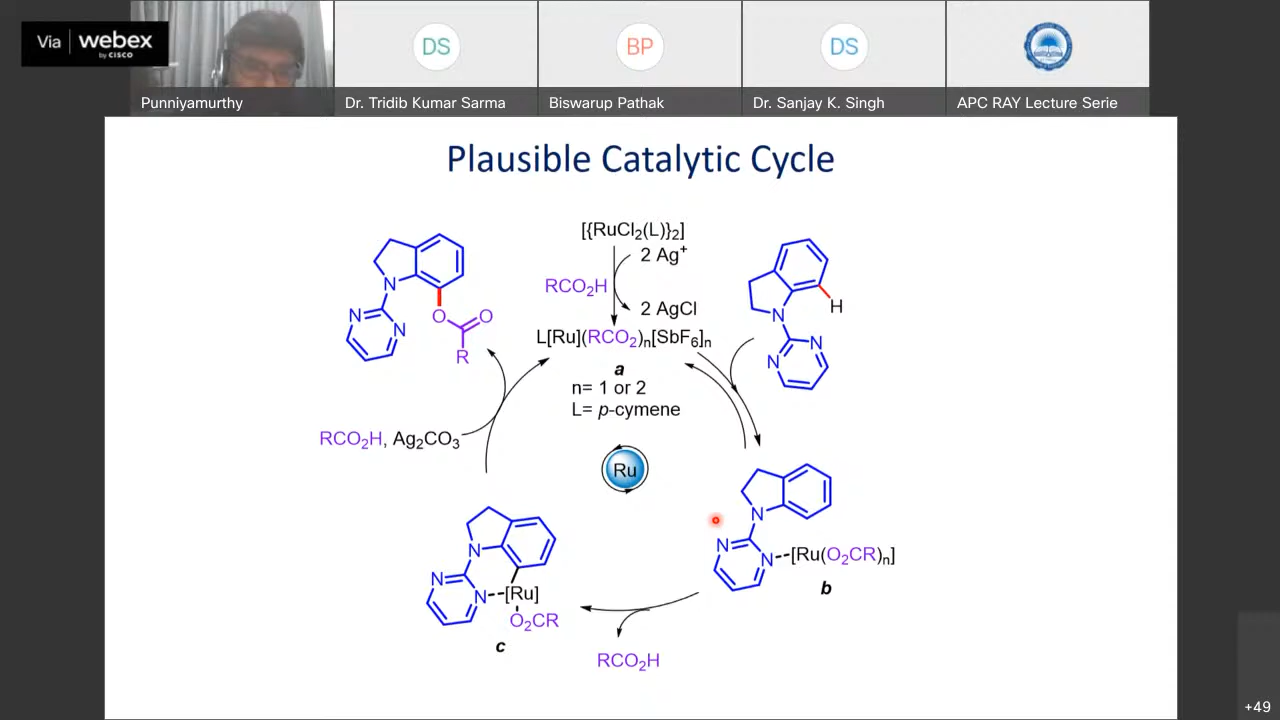 Via webex
by CISCO
DS
BP
DS
Punniyamurthy
Dr. Tridib Kumar Sarma
Biswarup Pathak
Dr. Sanjay K. Singh
APC RAY Lecture Serie
Plausible Catalytic Cycle
[{RuCl₂(L)}₂]
2 Ag⁺
RCO₂H
2 AgCl
L[Ru](RCO₂)ₙ[SbF₆]ₙ
a
n= 1 or 2
L= p-cymene
N
N
N
O
O
R
H
N
N
N
RCO₂H, Ag₂CO₃
Ru
N
N
N
[Ru(O₂CR)ₙ]
b
N
N
N
[Ru]
O₂CR
c
RCO₂H
+49